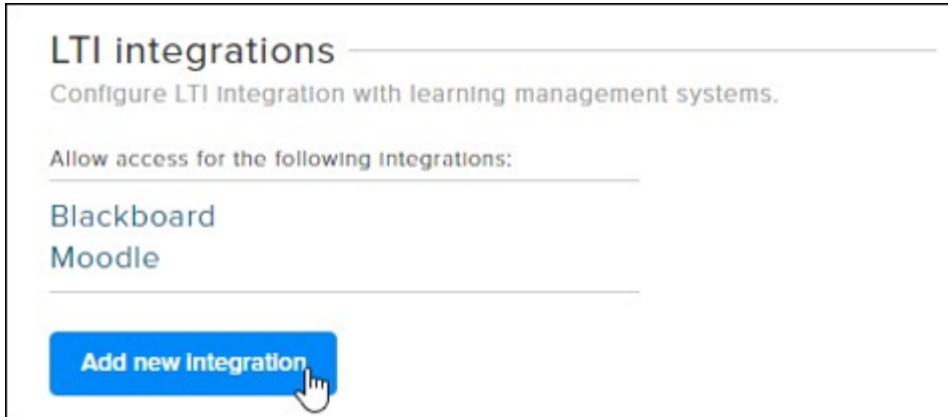 LTI integrations
Configure LTI integration with learning management systems.
Allow access for the following integrations:
Blackboard
Moodle
Add new integration